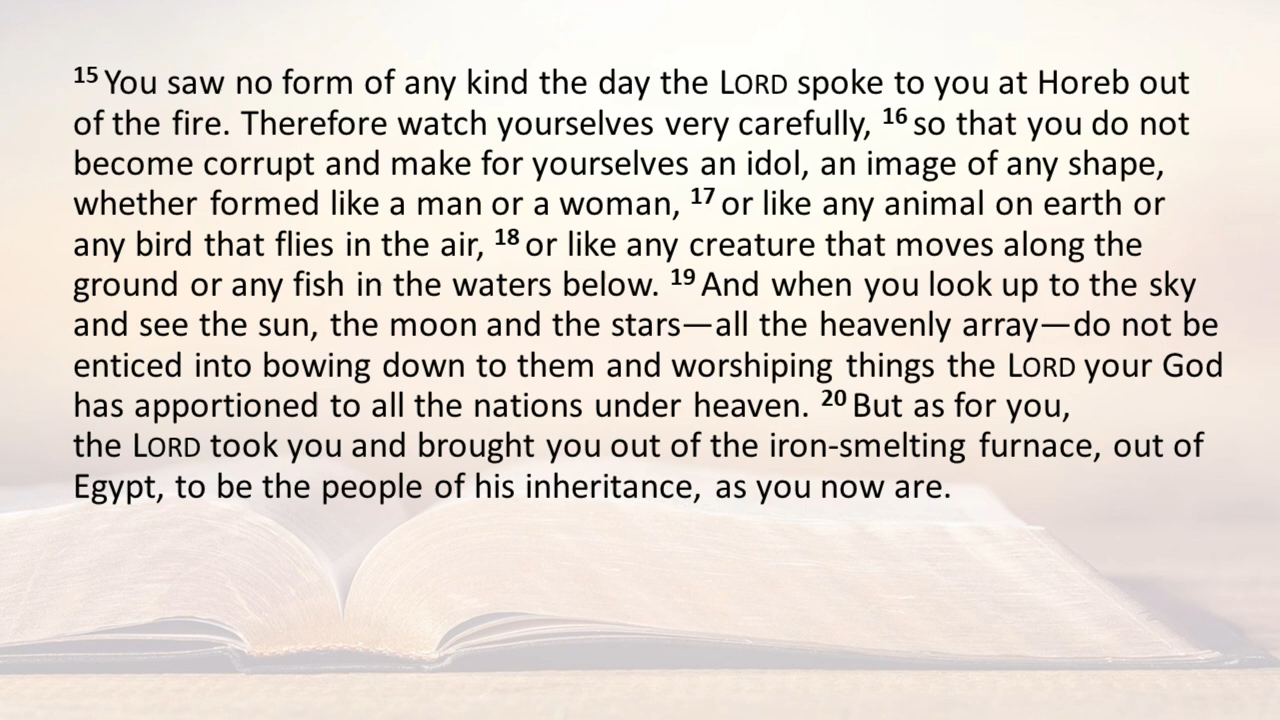 15 You saw no form of any kind the day the LORD spoke to you at Horeb out
of the fire. Therefore watch yourselves very carefully, 16 so that you do not
become corrupt and make for yourselves an idol, an image of any shape,
whether formed like a man or a woman, 17 or like any animal on earth or
any bird that flies in the air, 18 or like any creature that moves along the
ground or any fish in the waters below. 19 And when you look up to the sky
and see the sun, the moon and the stars—all the heavenly array—do not be
enticed into bowing down to them and worshiping things the LORD your God
has apportioned to all the nations under heaven. 20 But as for you,
the LORD took you and brought you out of the iron-smelting furnace, out of
Egypt, to be the people of his inheritance, as you now are.